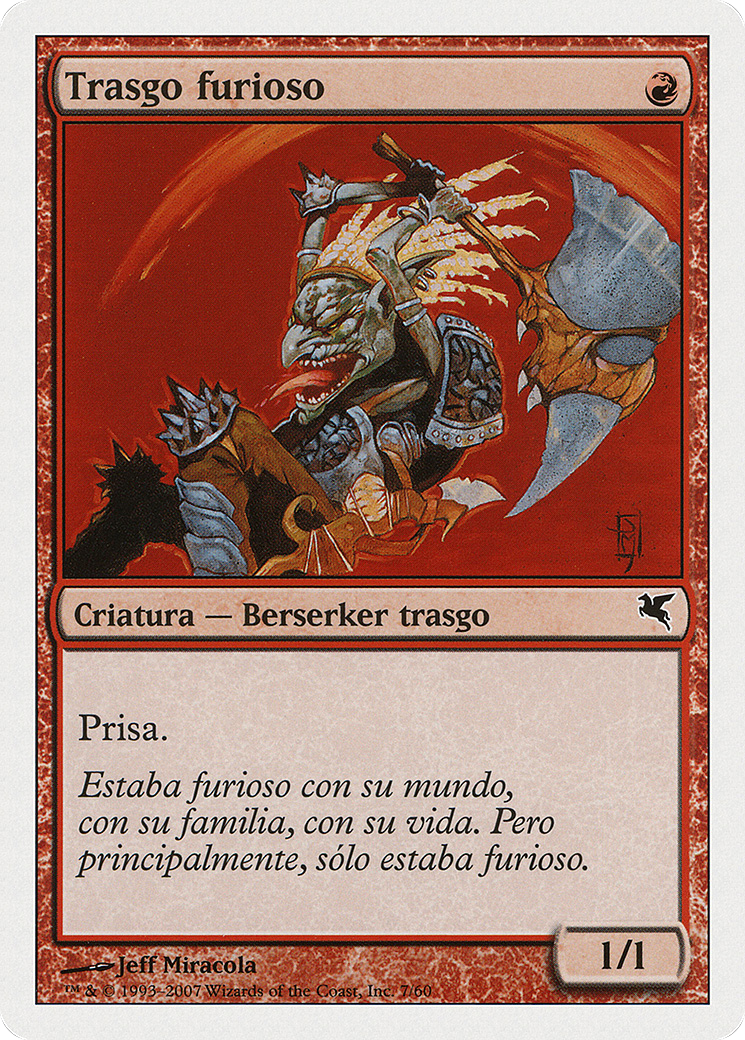 Trasgo furioso
Criatura — Berserker trasgo
Prisa.
Estaba furioso con su mundo,
con su familia, con su vida. Pero
principalmente, sólo estaba furioso.
1/1
Jeff Miracola
™ & © 1993–2007 Wizards of the Coast, Inc. 7/60